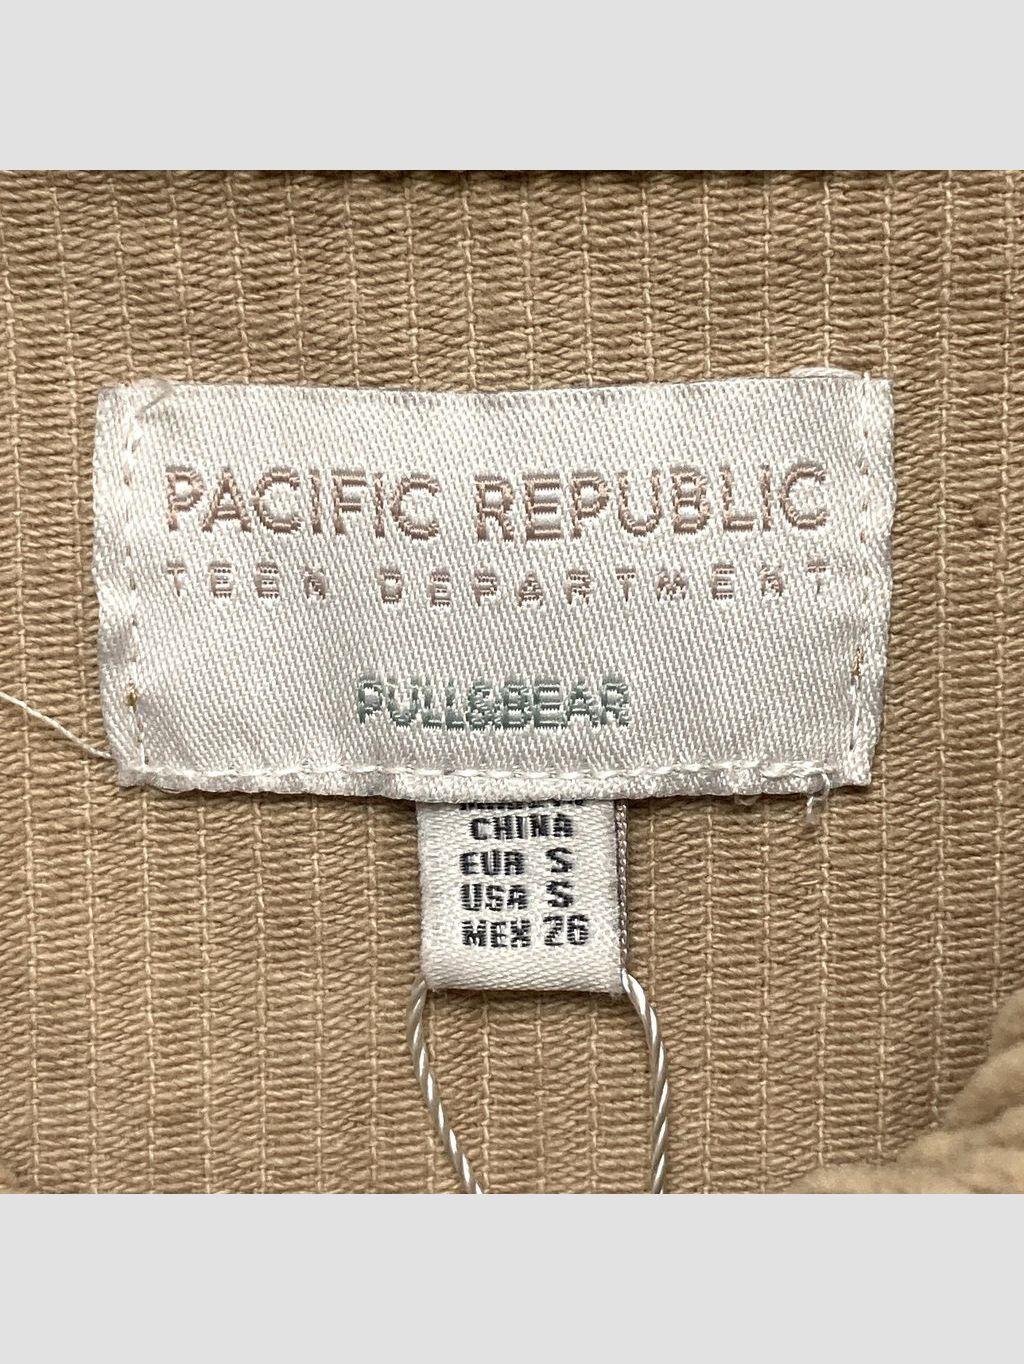 PACIFIC REPUBLIC
TEEN DEPARTMENT
PULL&BEAR
CHINA
EUR S
USA S
MEX 26